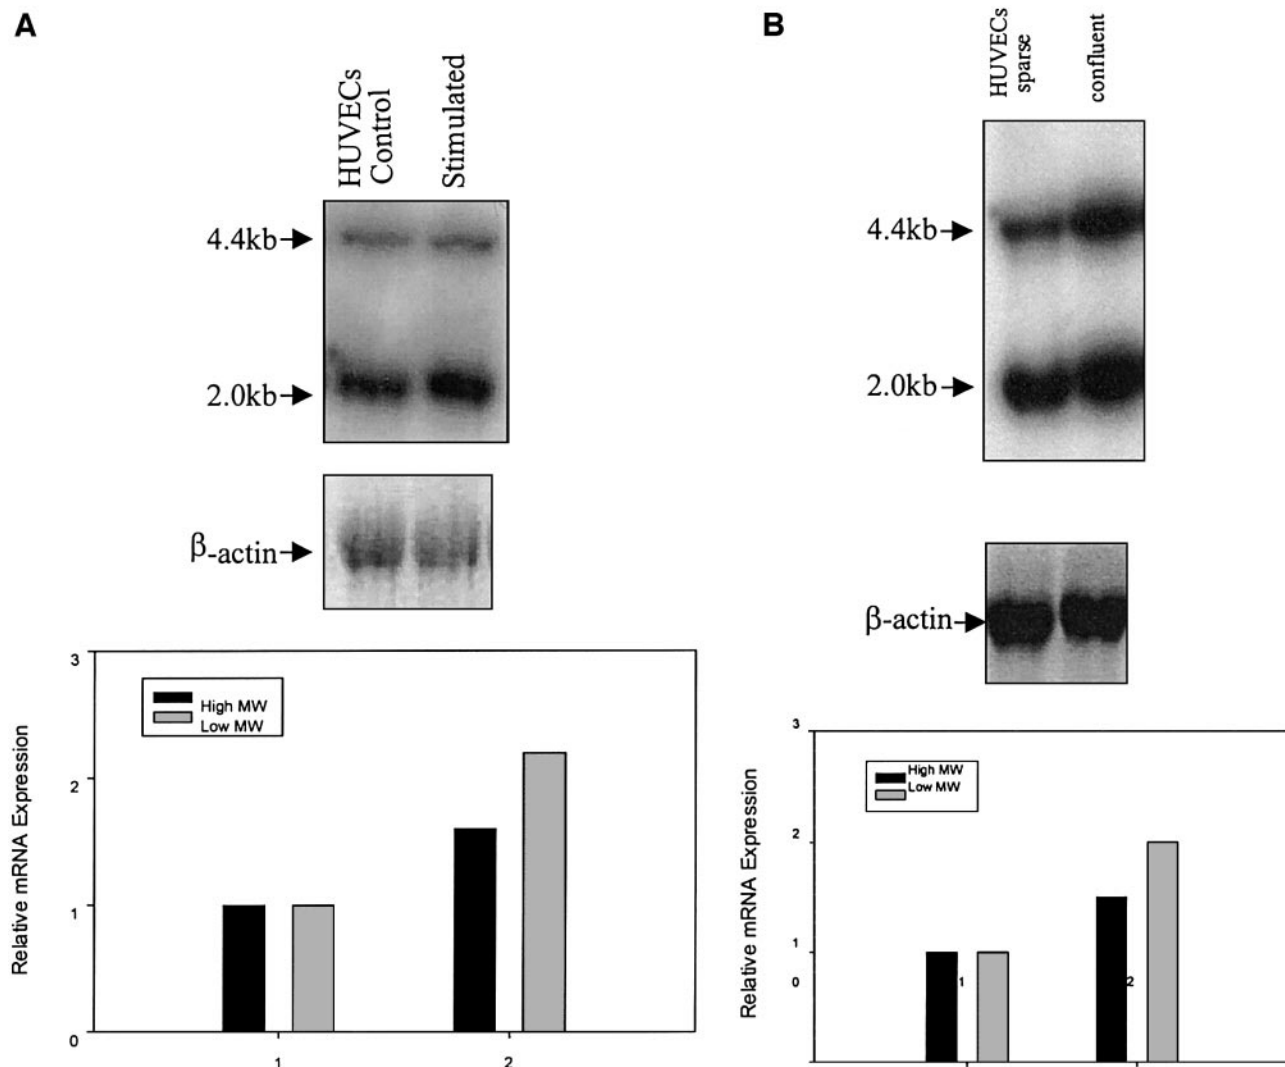 A
HUVECs
Control
Stimulated
4.4kb
2.0kb
β-actin
3
2
1
0
High MW
Low MW
Relative mRNA Expression
1
2
B
HUVECs
sparse
confluent
4.4kb
2.0kb
β-actin
3
2
1
0
High MW
Low MW
Relative mRNA Expression
1
2